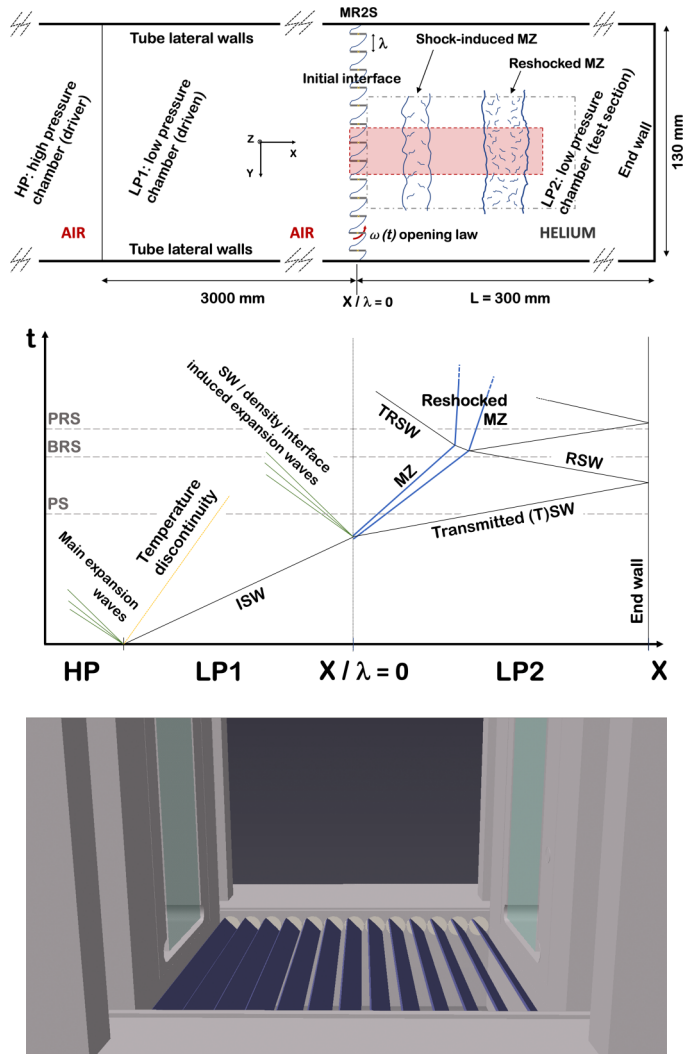 MR2S
Tube lateral walls
λ
Shock-induced MZ
Reshocked MZ
Initial interface
HP: high pressure
chamber (driver)
LP1: low pressure
chamber (driven)
Z
X
Y
LP2: low pressure
chamber (test section)
End wall
130 mm
AIR
AIR
ω(t) opening law
HELIUM
Tube lateral walls
3000 mm
X / λ = 0
L = 300 mm
t
SW / density interface
induced expansion waves
PRS
TRSW
Reshocked
MZ
BRS
MZ
RSW
PS
Temperature
discontinuity
Transmitted (T)SW
Main expansion
waves
ISW
End wall
HP
LP1
X / λ = 0
LP2
X